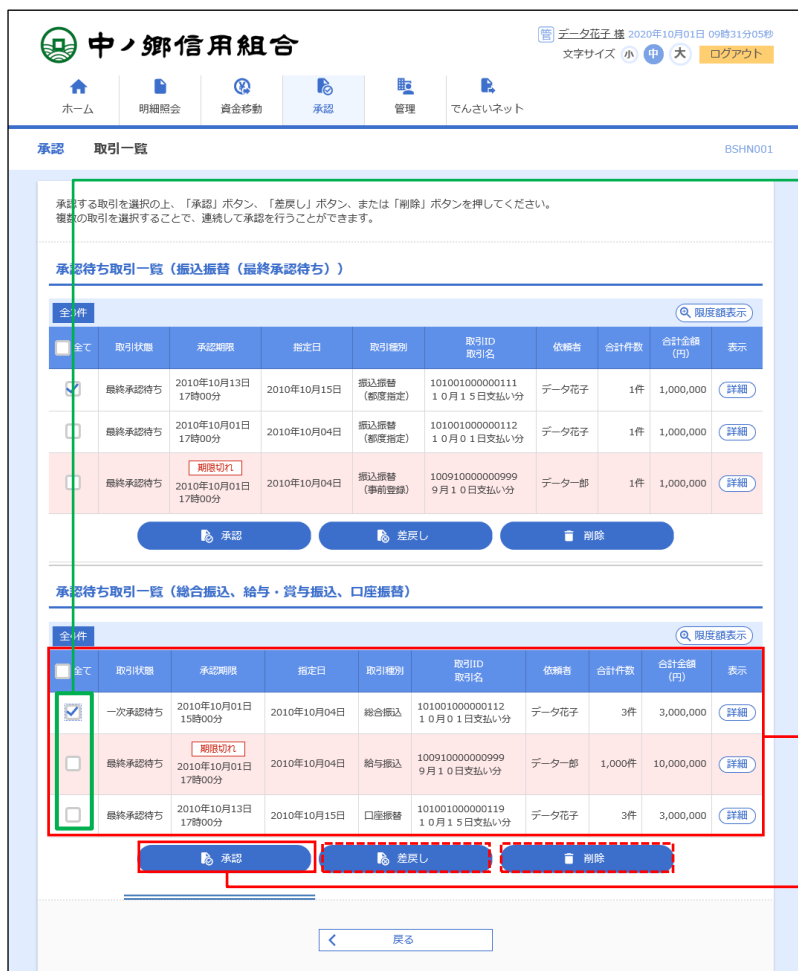 中ノ郷信用組合
管 データ花子 様 2020年10月01日 09時31分05秒
文字サイズ 小 中 大 ログアウト
ホーム 明細照会 資金移動 承認 管理 でんさいネット
承認 取引一覧 BSHN001
承認する取引を選択の上、「承認」ボタン、「差戻し」ボタン、または「削除」ボタンを押してください。
複数の取引を選択することで、連続して承認を行うことができます。
承認待ち取引一覧（振込振替（最終承認待ち））
限度額表示
全て 取引状態 承認期限 指定日 取引種別 取引ID 取引名 依頼者 合計件数 合計金額(円) 表示
最終承認待ち 2010年10月13日 17時00分 2010年10月15日 振込振替（都度指定） 101001000000111 １０月１５日支払い分 データ花子 1件 1,000,000 詳細
最終承認待ち 2010年10月01日 17時00分 2010年10月04日 振込振替（都度指定） 101001000000112 １０月０１日支払い分 データ花子 1件 1,000,000 詳細
最終承認待ち 期限切れ 2010年10月01日 17時00分 2010年10月04日 振込振替（事前登録） 100910000000999 ９月１０日支払い分 データ一郎 1件 1,000,000 詳細
承認 差戻し 削除
承認待ち取引一覧（総合振込、給与・賞与振込、口座振替）
限度額表示
全て 取引状態 承認期限 指定日 取引種別 取引ID 取引名 依頼者 合計件数 合計金額(円) 表示
一次承認待ち 2010年10月01日 15時00分 2010年10月04日 総合振込 101001000000112 １０月０１日支払い分 データ花子 3件 3,000,000 詳細
最終承認待ち 期限切れ 2010年10月01日 17時00分 2010年10月04日 給与振込 100910000000999 ９月１０日支払い分 データ一郎 1,000件 10,000,000 詳細
最終承認待ち 2010年10月13日 17時00分 2010年10月15日 口座振替 101001000000119 １０月１５日支払い分 データ花子 3件 3,000,000 詳細
承認 差戻し 削除
戻る